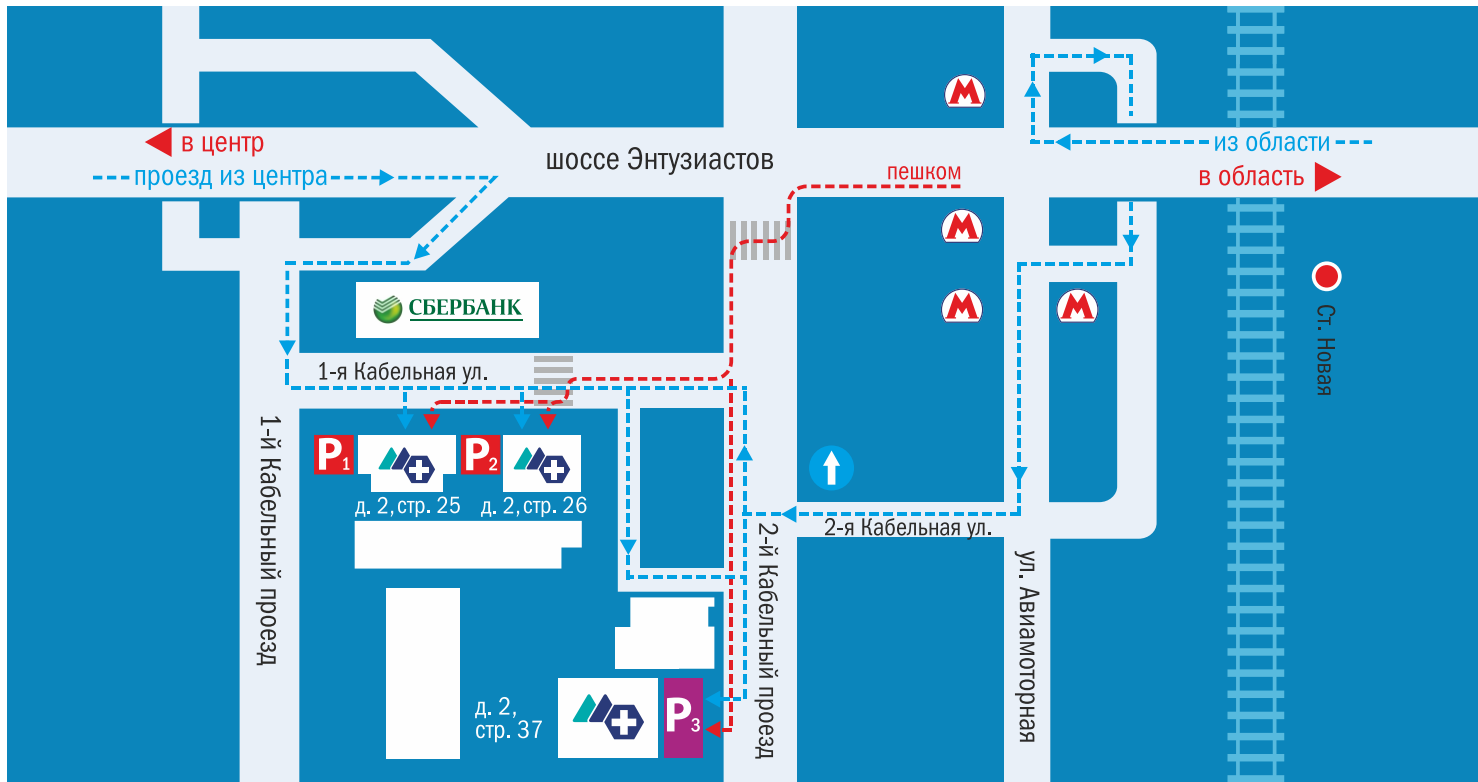 в центр
проезд из центра
шоссе Энтузиастов
пешком
из области
в область
М
М
М
М
Ст. Новая
СБЕРБАНК
1-я Кабельная ул.
1-й Кабельный проезд
P1
P2
д. 2, стр. 25
д. 2, стр. 26
2-я Кабельная ул.
2-й Кабельный проезд
ул. Авиамоторная
д. 2,
стр. 37
P3